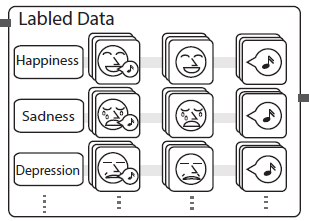 Labled Data
Happiness
Sadness
Depression